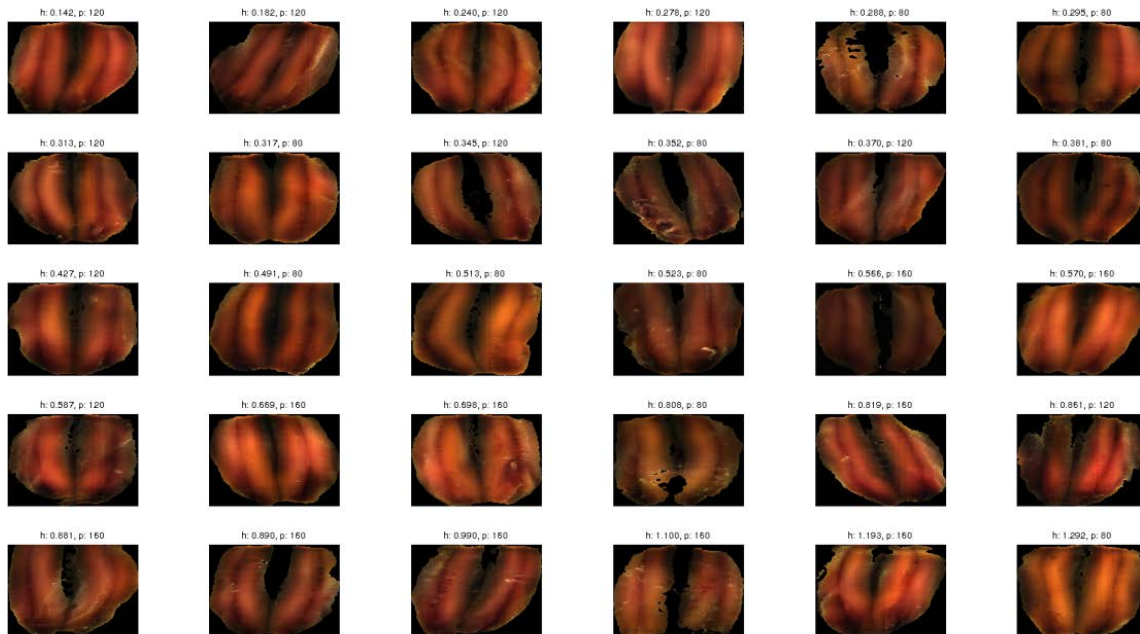 h: 0.142, p: 120 h: 0.182, p: 120 h: 0.240, p: 120 h: 0.278, p: 120 h: 0.288, p: 80 h: 0.295, p: 80
h: 0.313, p: 120 h: 0.317, p: 80 h: 0.345, p: 120 h: 0.352, p: 80 h: 0.370, p: 120 h: 0.381, p: 80
h: 0.427, p: 120 h: 0.491, p: 80 h: 0.513, p: 80 h: 0.523, p: 80 h: 0.566, p: 160 h: 0.570, p: 160
h: 0.587, p: 120 h: 0.669, p: 160 h: 0.698, p: 160 h: 0.808, p: 80 h: 0.819, p: 160 h: 0.861, p: 120
h: 0.881, p: 160 h: 0.890, p: 160 h: 0.990, p: 160 h: 1.100, p: 160 h: 1.193, p: 160 h: 1.292, p: 80